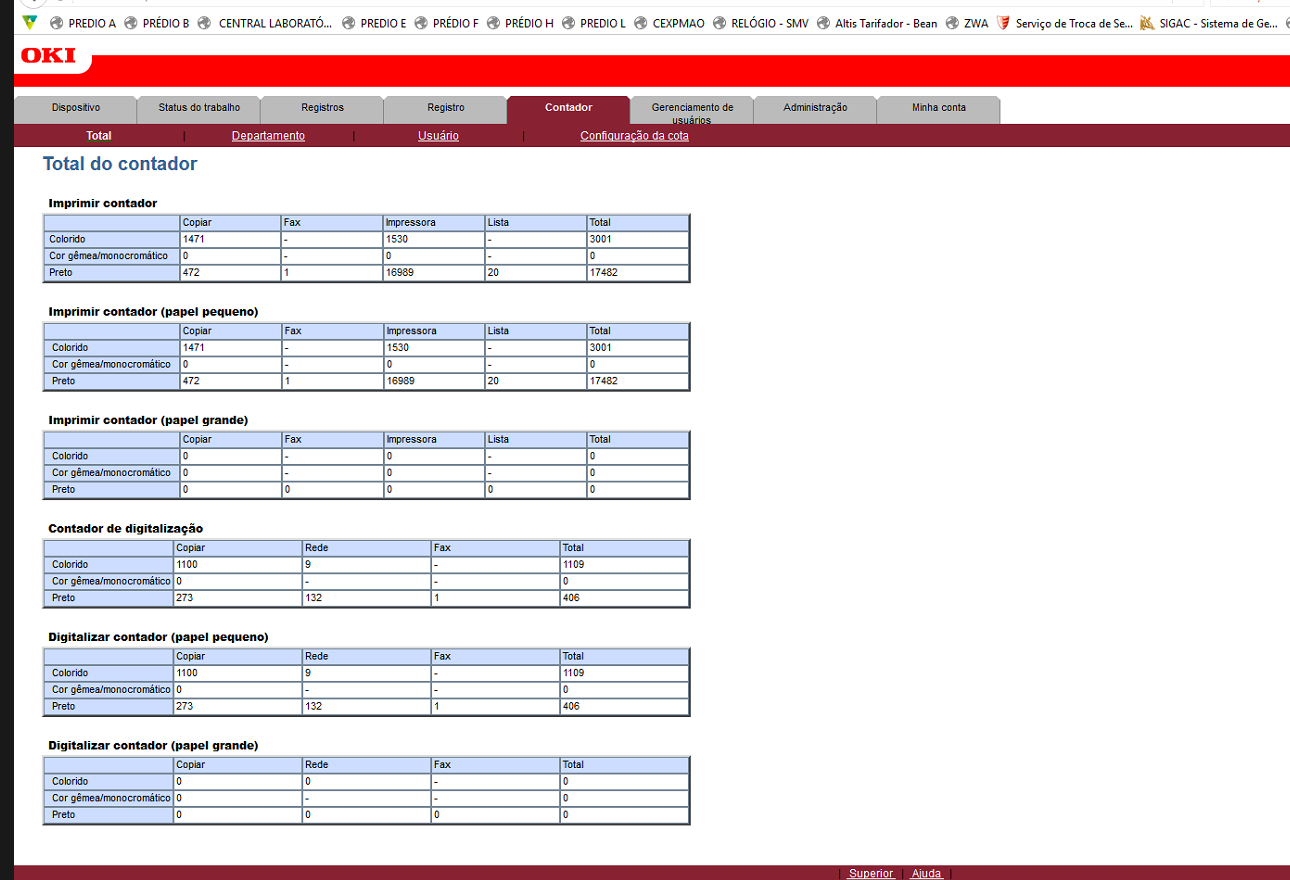 PREDIO A PRÉDIO B CENTRAL LABORATÓ... PREDIO E PRÉDIO F PRÉDIO H PREDIO L CEXPMAO RELÓGIO - SMV Altis Tarifador - Bean ZWA Serviço de Troca de Se... SIGAC - Sistema de Ge...
OKI
Dispositivo Status do trabalho Registros Registro Contador Gerenciamento de usuários Administração Minha conta
Total | Departamento | Usuário | Configuração da cota
Total do contador
Imprimir contador
Copiar Fax Impressora Lista Total
Colorido 1471 - 1530 - 3001
Cor gêmea/monocromático 0 - 0 - 0
Preto 472 1 16989 20 17482
Imprimir contador (papel pequeno)
Copiar Fax Impressora Lista Total
Colorido 1471 - 1530 - 3001
Cor gêmea/monocromático 0 - 0 - 0
Preto 472 1 16989 20 17482
Imprimir contador (papel grande)
Copiar Fax Impressora Lista Total
Colorido 0 - 0 - 0
Cor gêmea/monocromático 0 - 0 - 0
Preto 0 0 0 0 0
Contador de digitalização
Copiar Rede Fax Total
Colorido 1100 9 - 1109
Cor gêmea/monocromático 0 - - 0
Preto 273 132 1 406
Digitalizar contador (papel pequeno)
Copiar Rede Fax Total
Colorido 1100 9 - 1109
Cor gêmea/monocromático 0 - - 0
Preto 273 132 1 406
Digitalizar contador (papel grande)
Copiar Rede Fax Total
Colorido 0 0 - 0
Cor gêmea/monocromático 0 - - 0
Preto 0 0 0 0
| Superior | Ajuda |